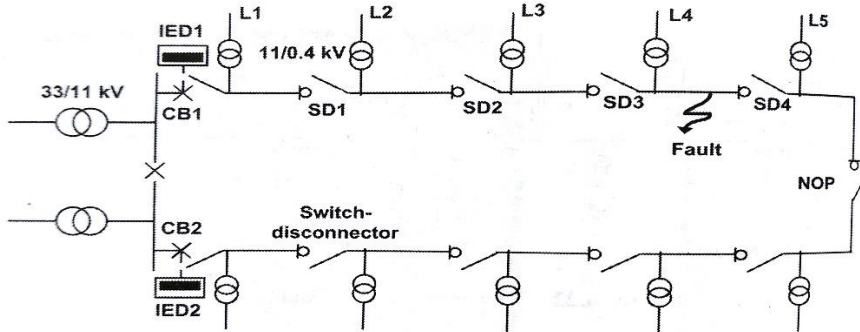 L1
L2
L3
L4
L5
IED1
11/0.4 kV
33/11 kV
CB1
SD1
SD2
SD3
SD4
Fault
NOP
CB2
Switch-
disconnector
IED2